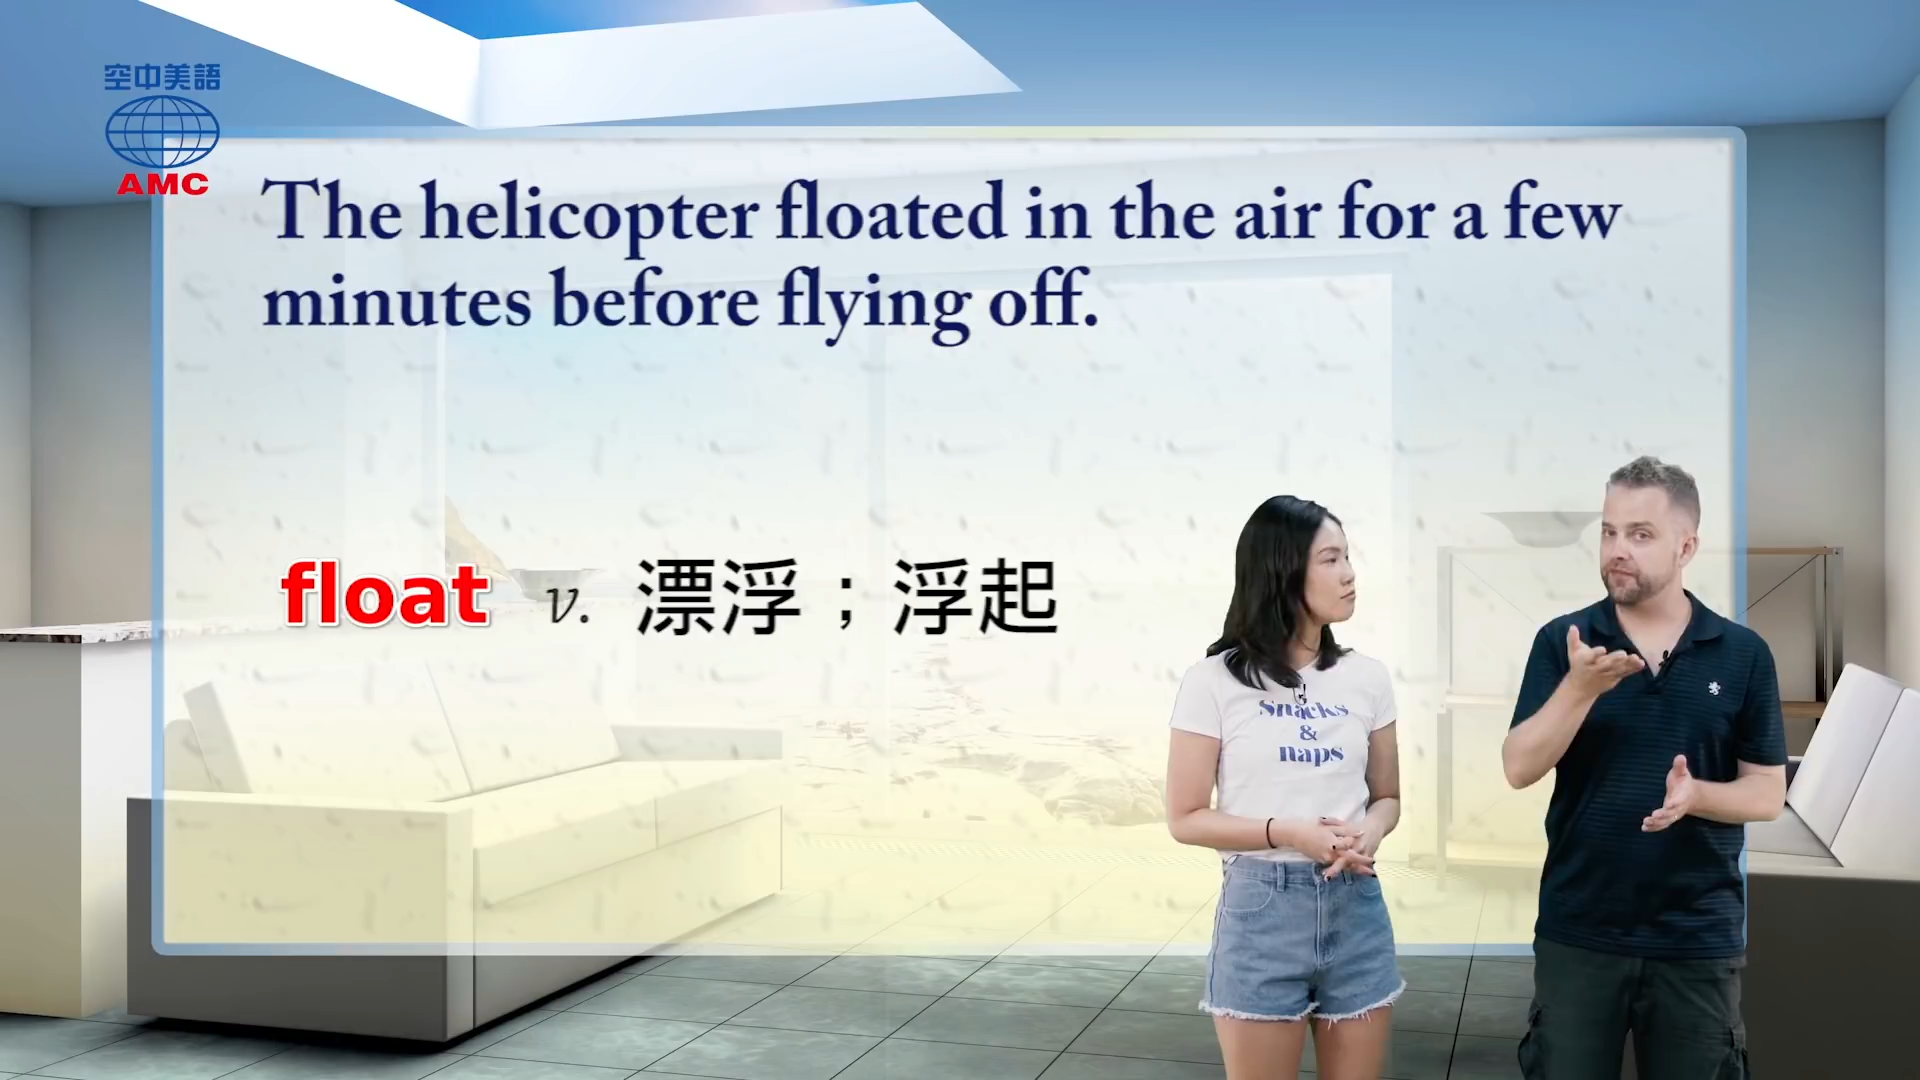 空中美語
AMC
The helicopter floated in the air for a few
minutes before flying off.
float v. 漂浮；浮起
Snacks
&
naps